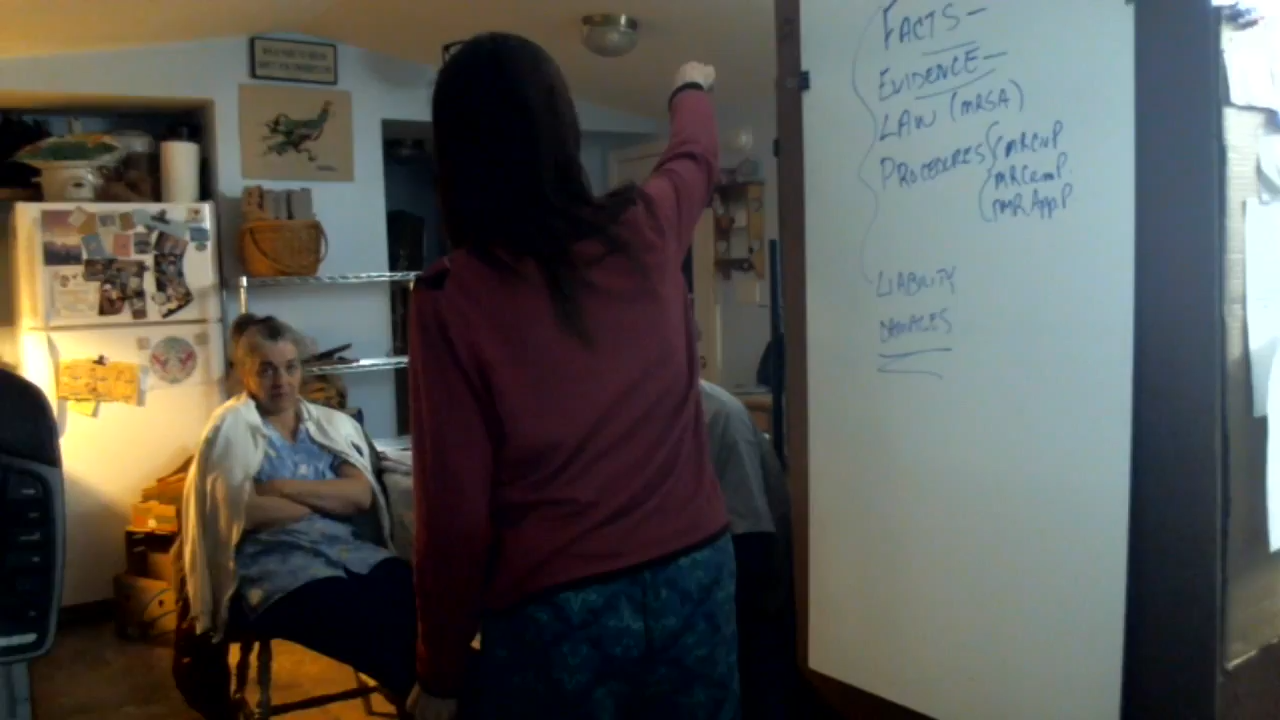 FACTS-
EVIDENCE-
LAW (MRSA)
PROCEDURES { MRCivP
MRCrimP.
MR App.P
LIABILITY
DAMAGES